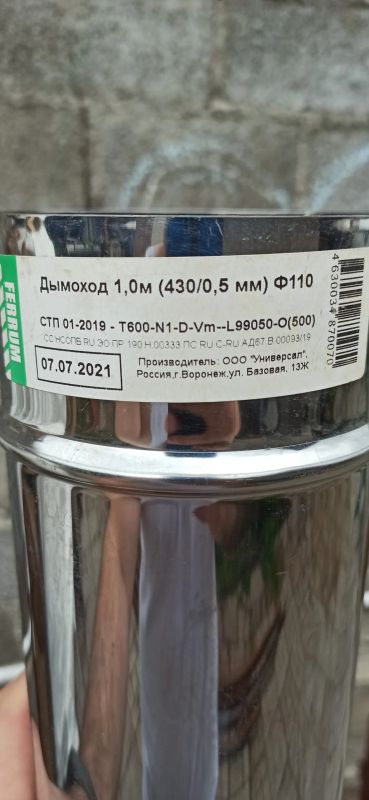 FERRUM
Дымоход 1,0м (430/0,5 мм) Ф110
СТП 01-2019 - T600-N1-D-Vm--L99050-O(500)
СС НСОПБ RU ЭО ПР 190 Н 00333 ПС RU С-RU АД67 В 00093/19
07.07.2021
Производитель: ООО "Универсал",
Россия,г.Воронеж,ул. Базовая, 13Ж
4630034870070